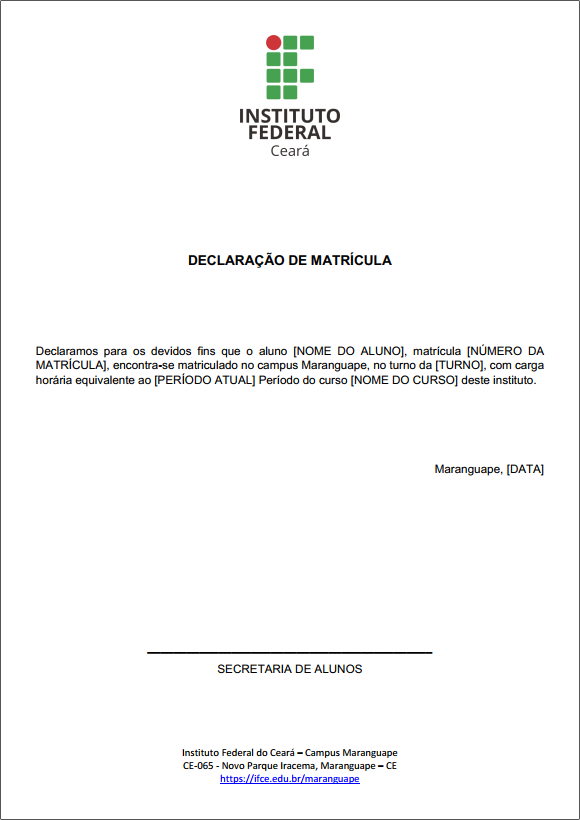 INSTITUTO
FEDERAL
Ceará
DECLARAÇÃO DE MATRÍCULA
Declaramos para os devidos fins que o aluno [NOME DO ALUNO], matrícula [NÚMERO DA
MATRÍCULA], encontra-se matriculado no campus Maranguape, no turno da [TURNO], com carga
horária equivalente ao [PERÍODO ATUAL] Período do curso [NOME DO CURSO] deste instituto.
Maranguape, [DATA]
SECRETARIA DE ALUNOS
Instituto Federal do Ceará – Campus Maranguape
CE-065 - Novo Parque Iracema, Maranguape – CE
https://ifce.edu.br/maranguape